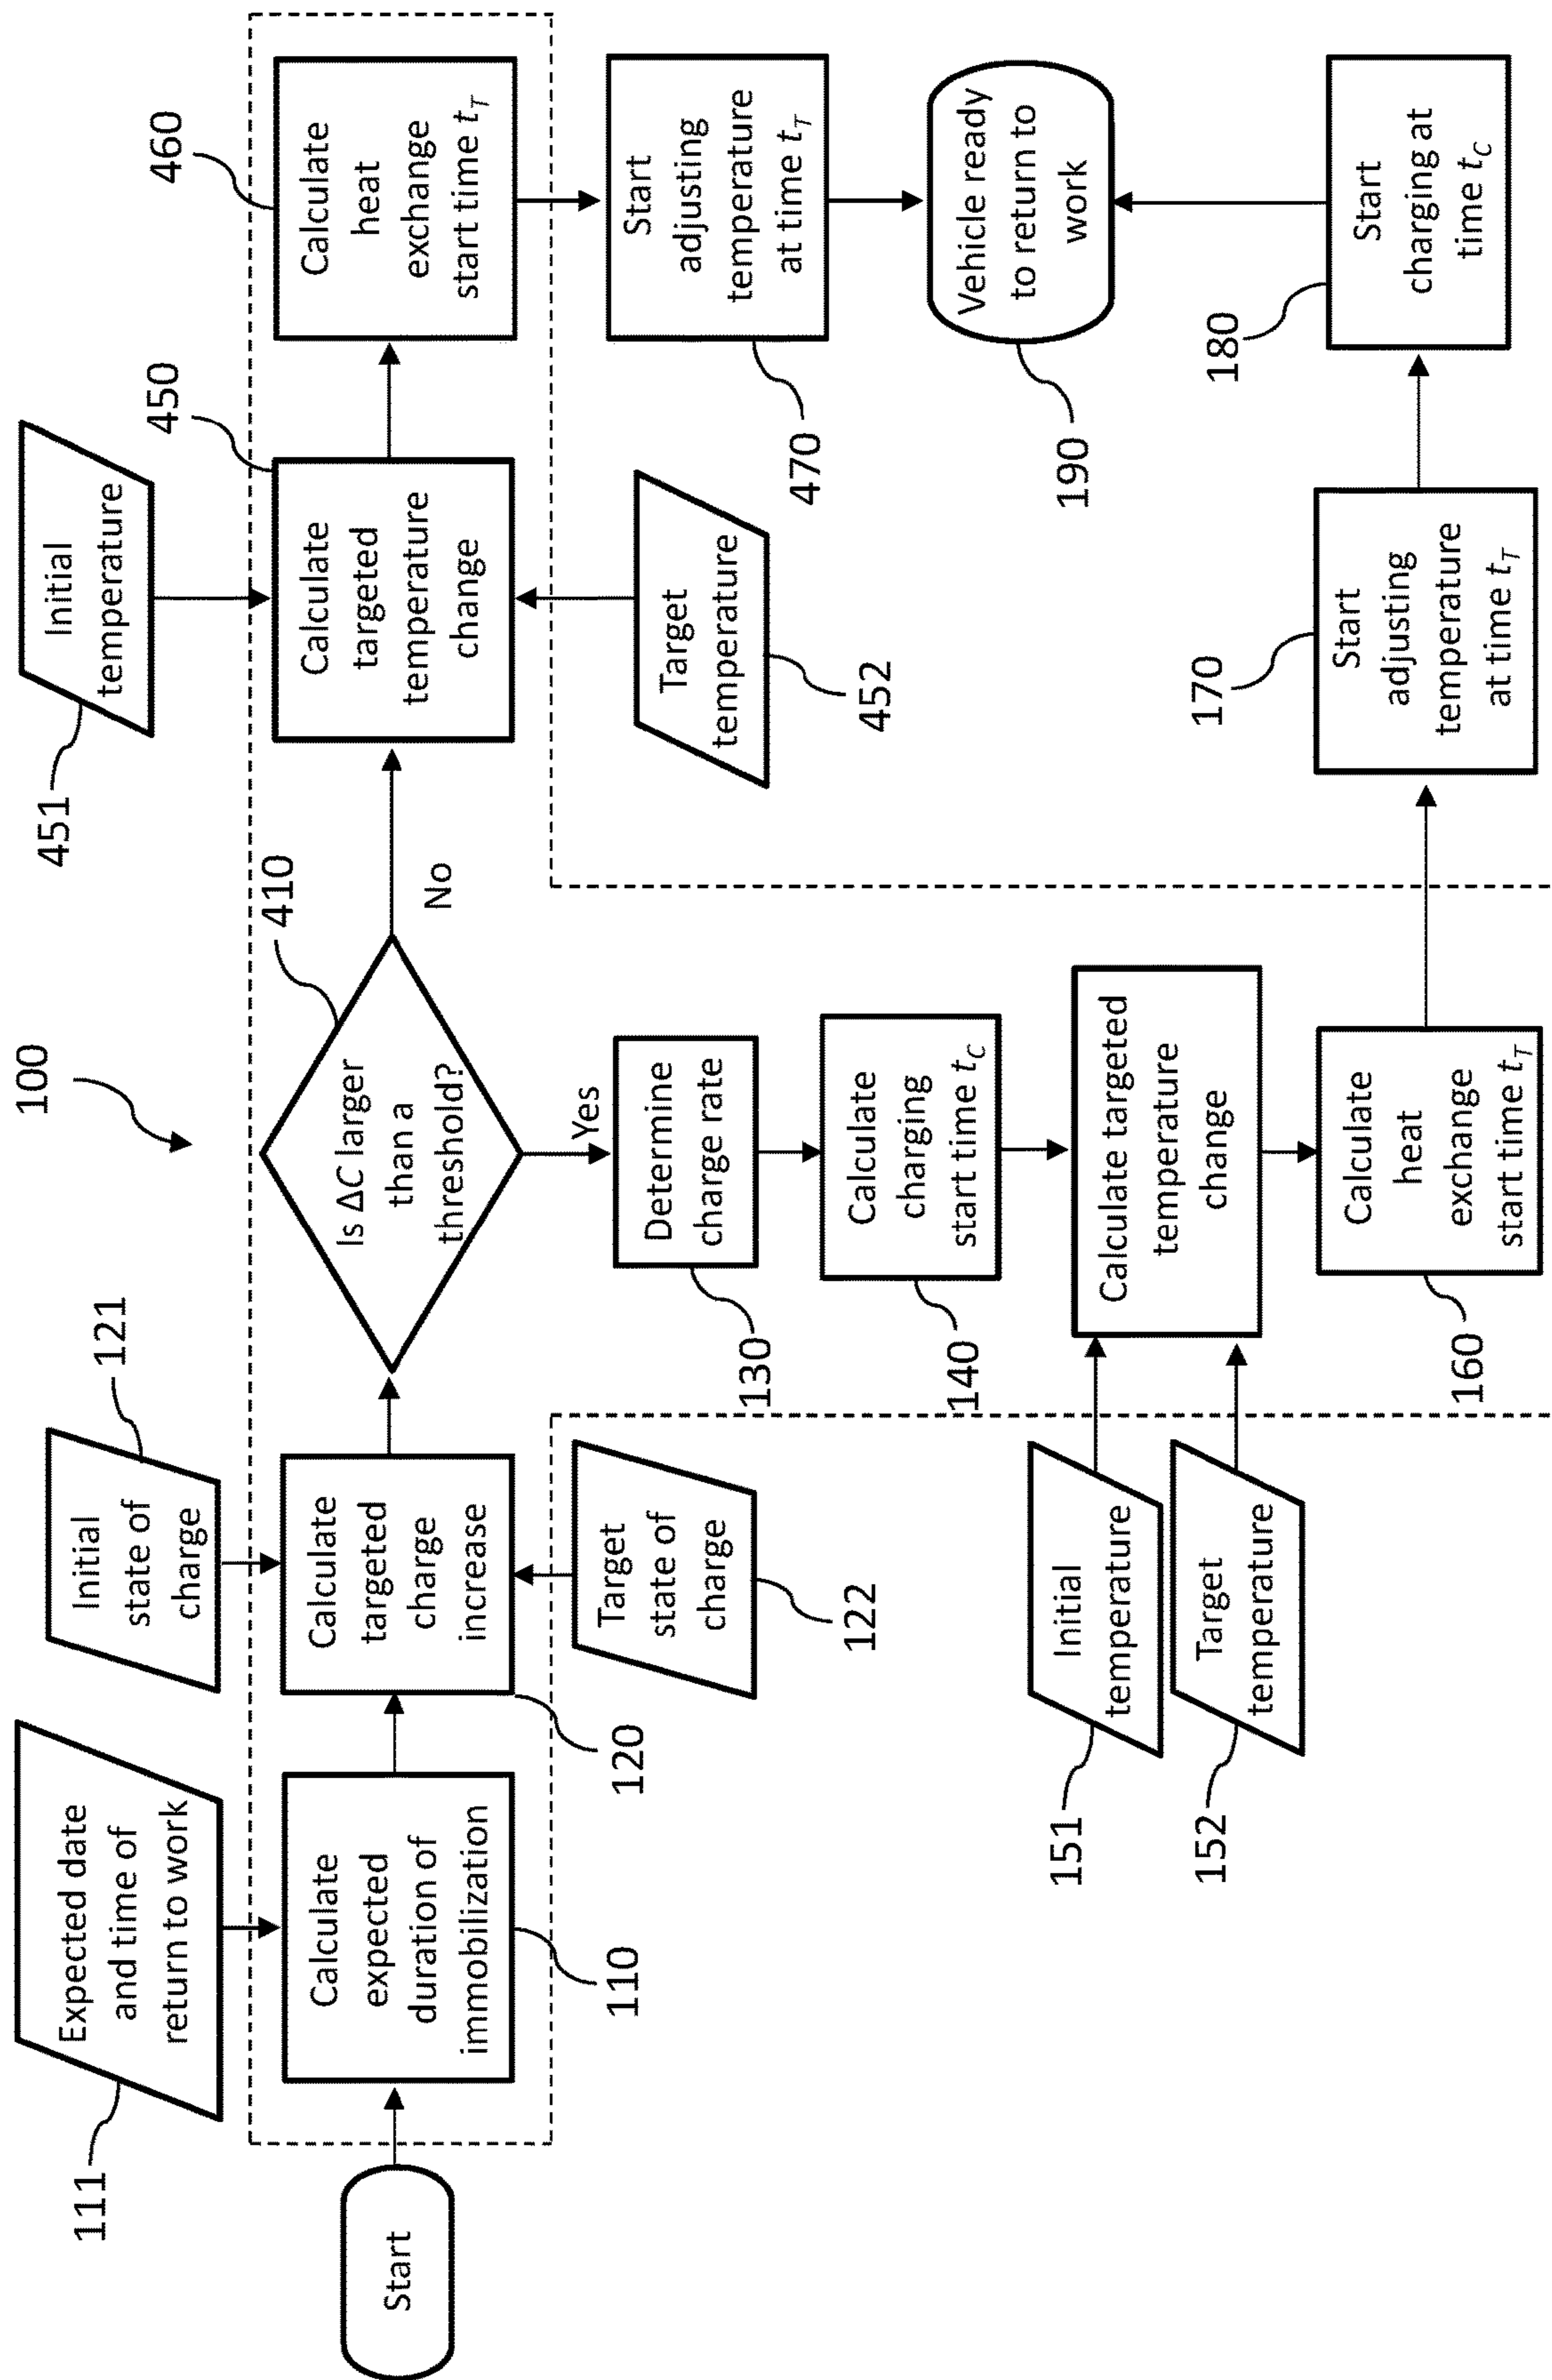 100
111
Expected date
and time of
return to work
Initial
state of
charge
121
451
Initial
temperature
Start
Calculate
expected
duration of
immobilization
110
Calculate
targeted
charge
increase
120
Target
state of
charge
122
Is ΔC larger
than a
threshold?
410
No
Yes
Calculate
targeted
temperature
change
450
Target
temperature
452
Calculate
heat
exchange
start time t_T
460
Start
adjusting
temperature
at time t_T
470
Vehicle ready
to return to
work
190
Determine
charge rate
130
Calculate
charging
start time t_C
140
Initial
temperature
151
Target
temperature
152
Calculate targeted
temperature
change
Calculate
heat
exchange
start time t_T
160
Start
adjusting
temperature
at time t_T
170
Start
charging at
time t_C
180